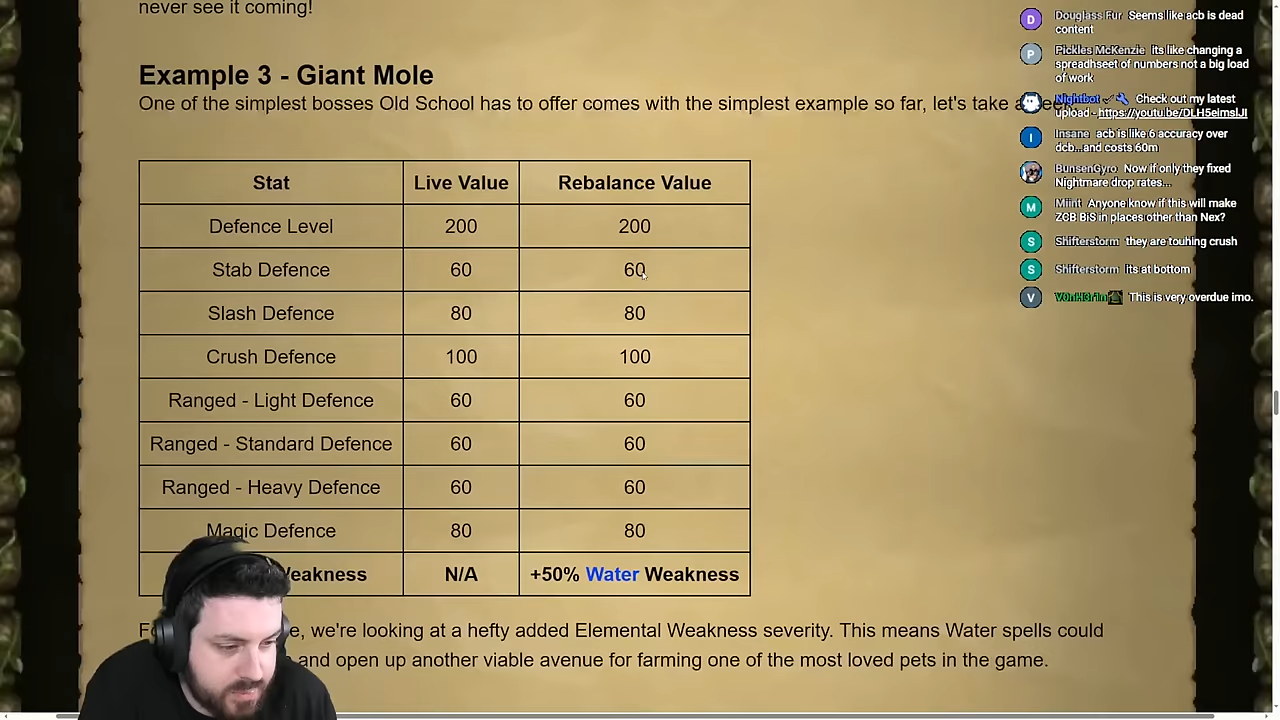 never see it coming!
Example 3 - Giant Mole
One of the simplest bosses Old School has to offer comes with the simplest example so far, let's take a
Stat Live Value Rebalance Value
Defence Level 200 200
Stab Defence 60 60
Slash Defence 80 80
Crush Defence 100 100
Ranged - Light Defence 60 60
Ranged - Standard Defence 60 60
Ranged - Heavy Defence 60 60
Magic Defence 80 80
Weakness N/A +50% Water Weakness
we're looking at a hefty added Elemental Weakness severity. This means Water spells could
and open up another viable avenue for farming one of the most loved pets in the game.
D Douglass Fur Seems like acb is dead
content
P Pickles McKenzie its like changing a
spreadhseet of numbers not a big load
of work
Nightbot Check out my latest
upload - https://youtu.be/DLH5eImslJI
I Insane acb is like 6 accuracy over
dcb...and costs 60m
BunsenGyro Now if only they fixed
Nightmare drop rates...
M Miint Anyone know if this will make
ZCB BiS in places other than Nex?
S Shifterstorm they are touhing crush
S Shifterstorm its at bottom
V This is very overdue imo.